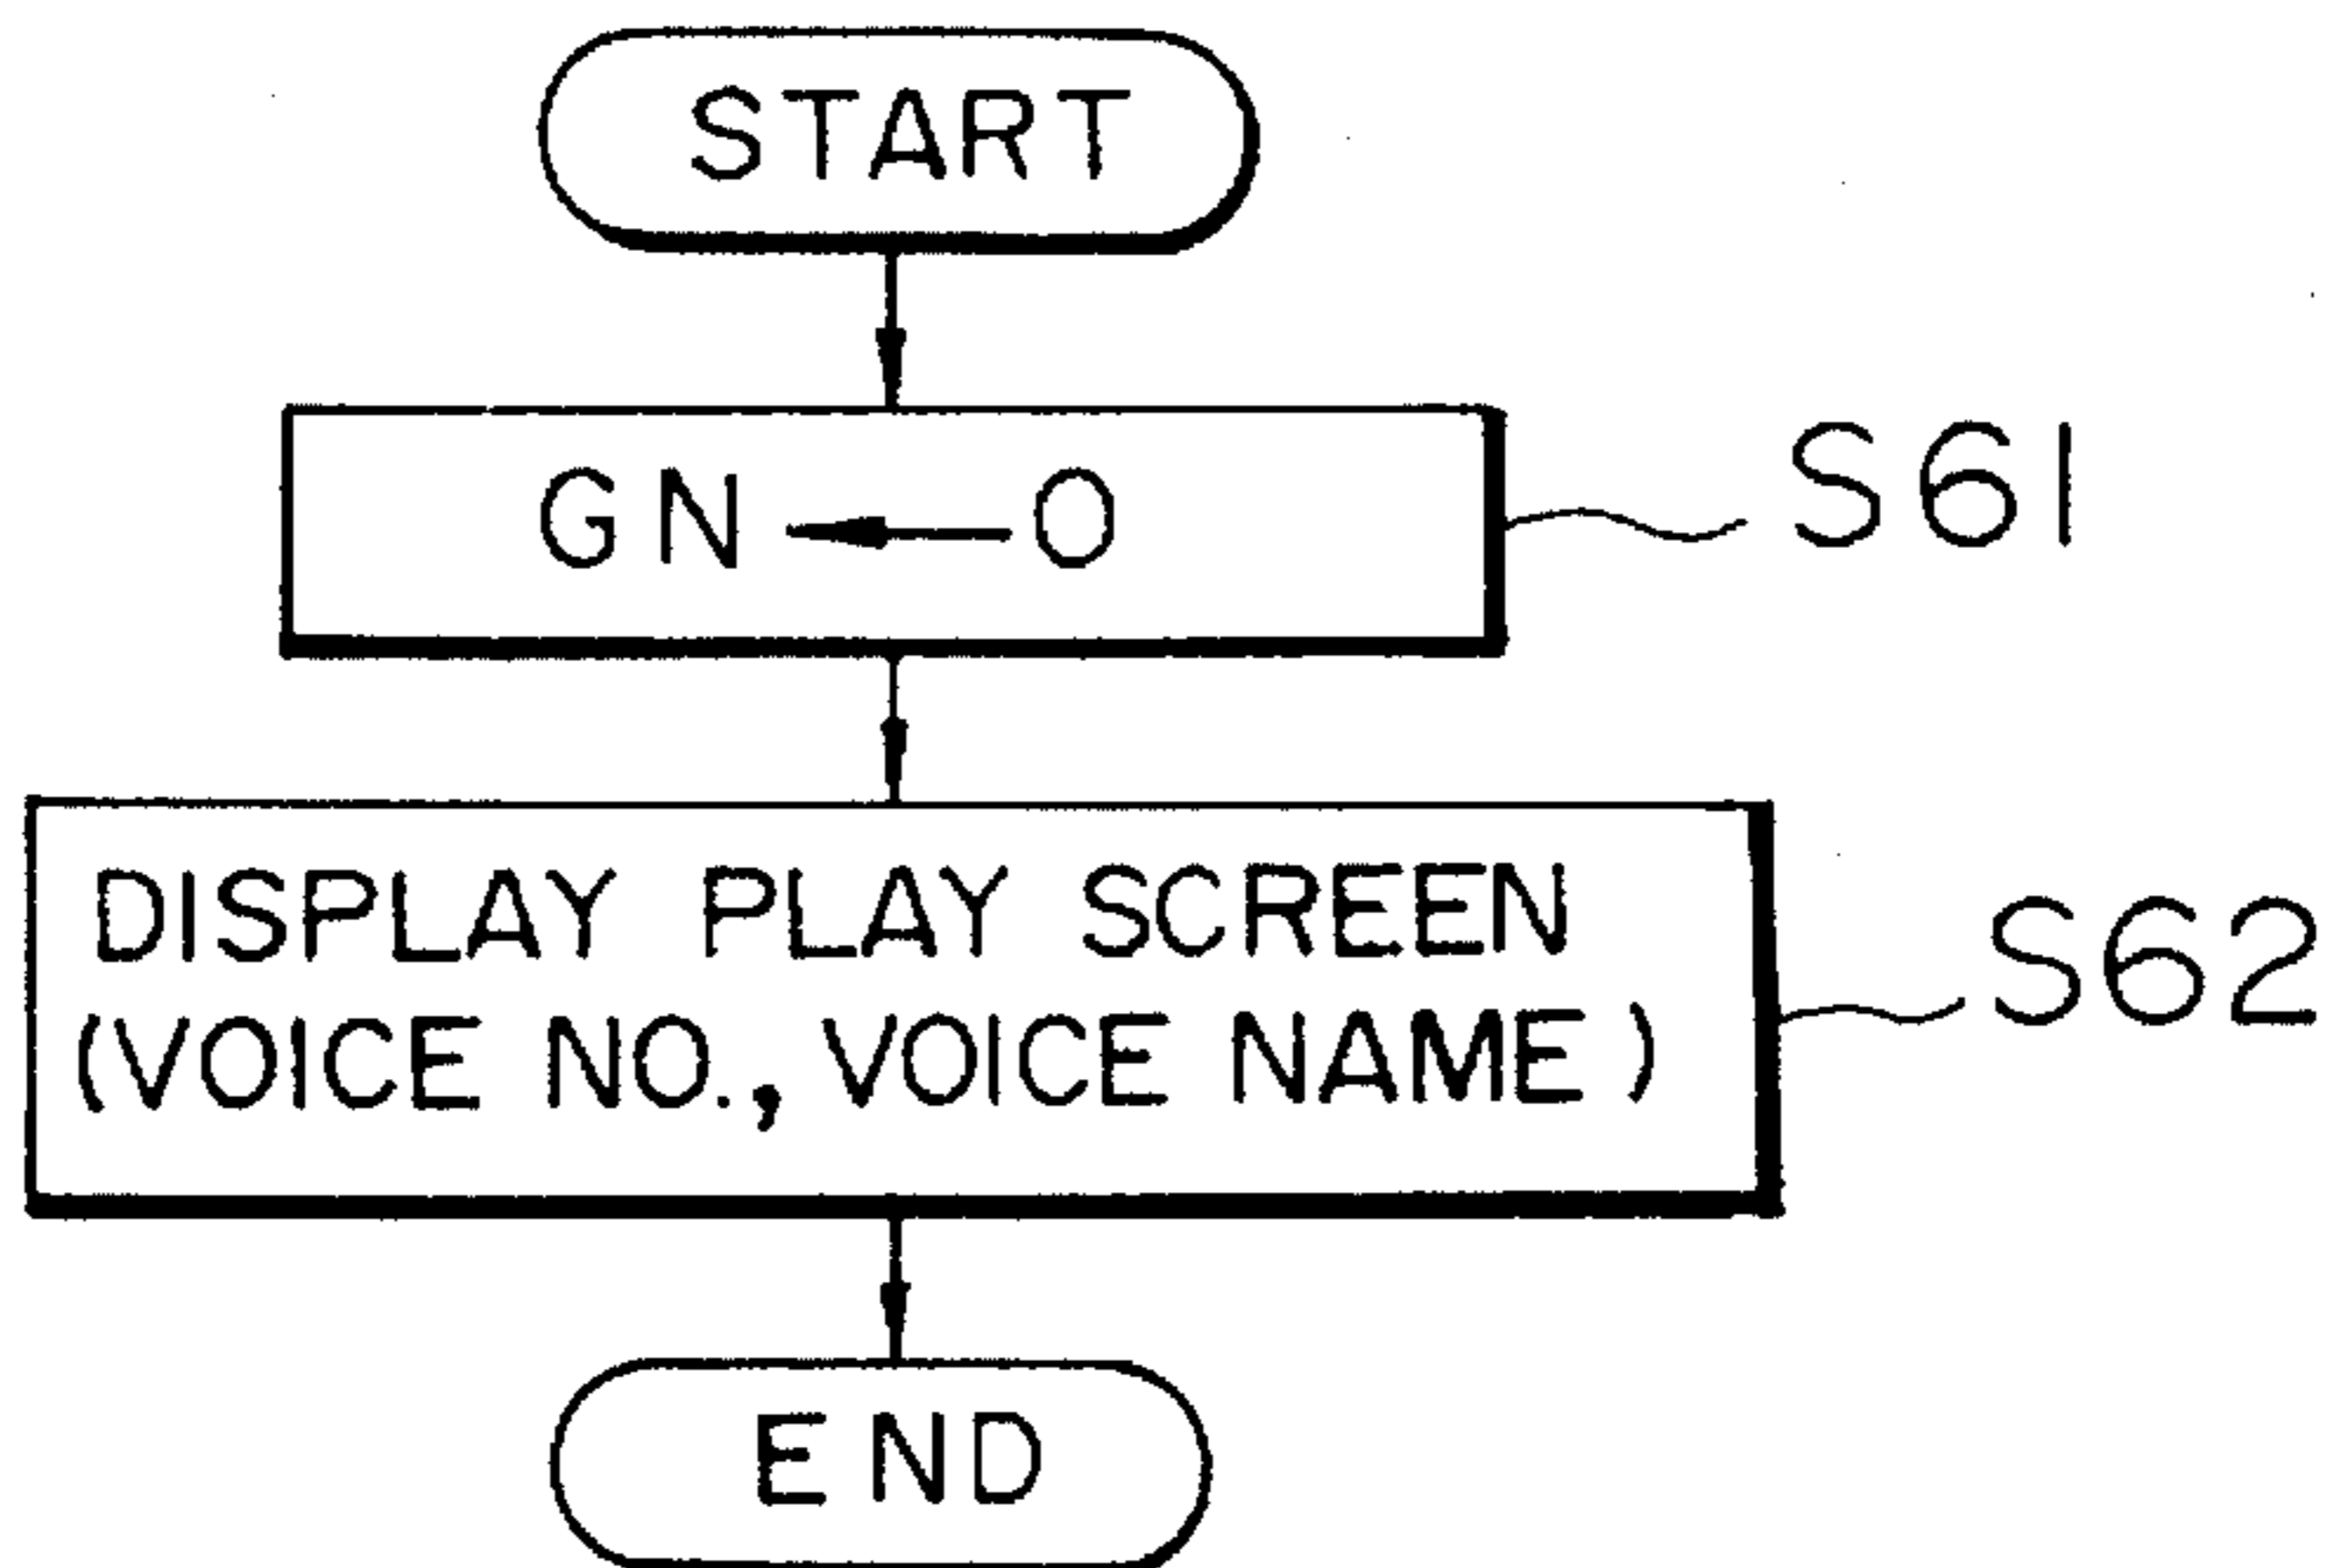 START
GN ← 0
S61
DISPLAY PLAY SCREEN
(VOICE NO., VOICE NAME)
S62
END